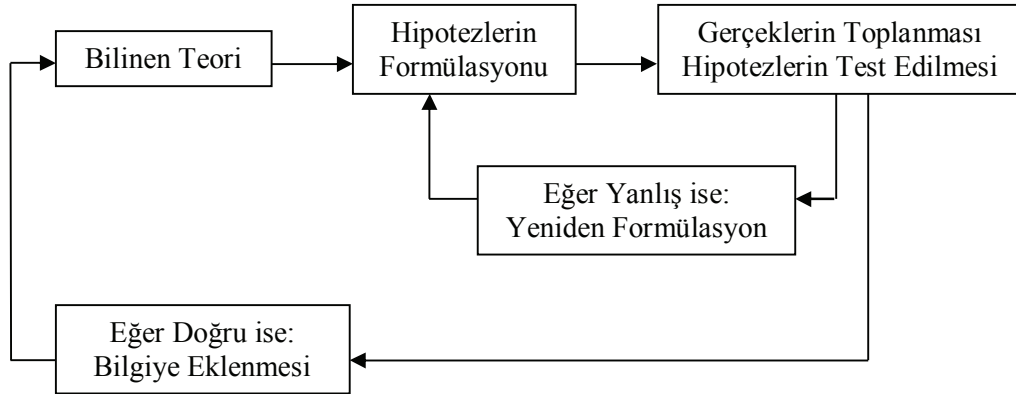 Bilinen Teori
Hipotezlerin
Formülasyonu
Gerçeklerin Toplanması
Hipotezlerin Test Edilmesi
Eğer Yanlış ise:
Yeniden Formülasyon
Eğer Doğru ise:
Bilgiye Eklenmesi